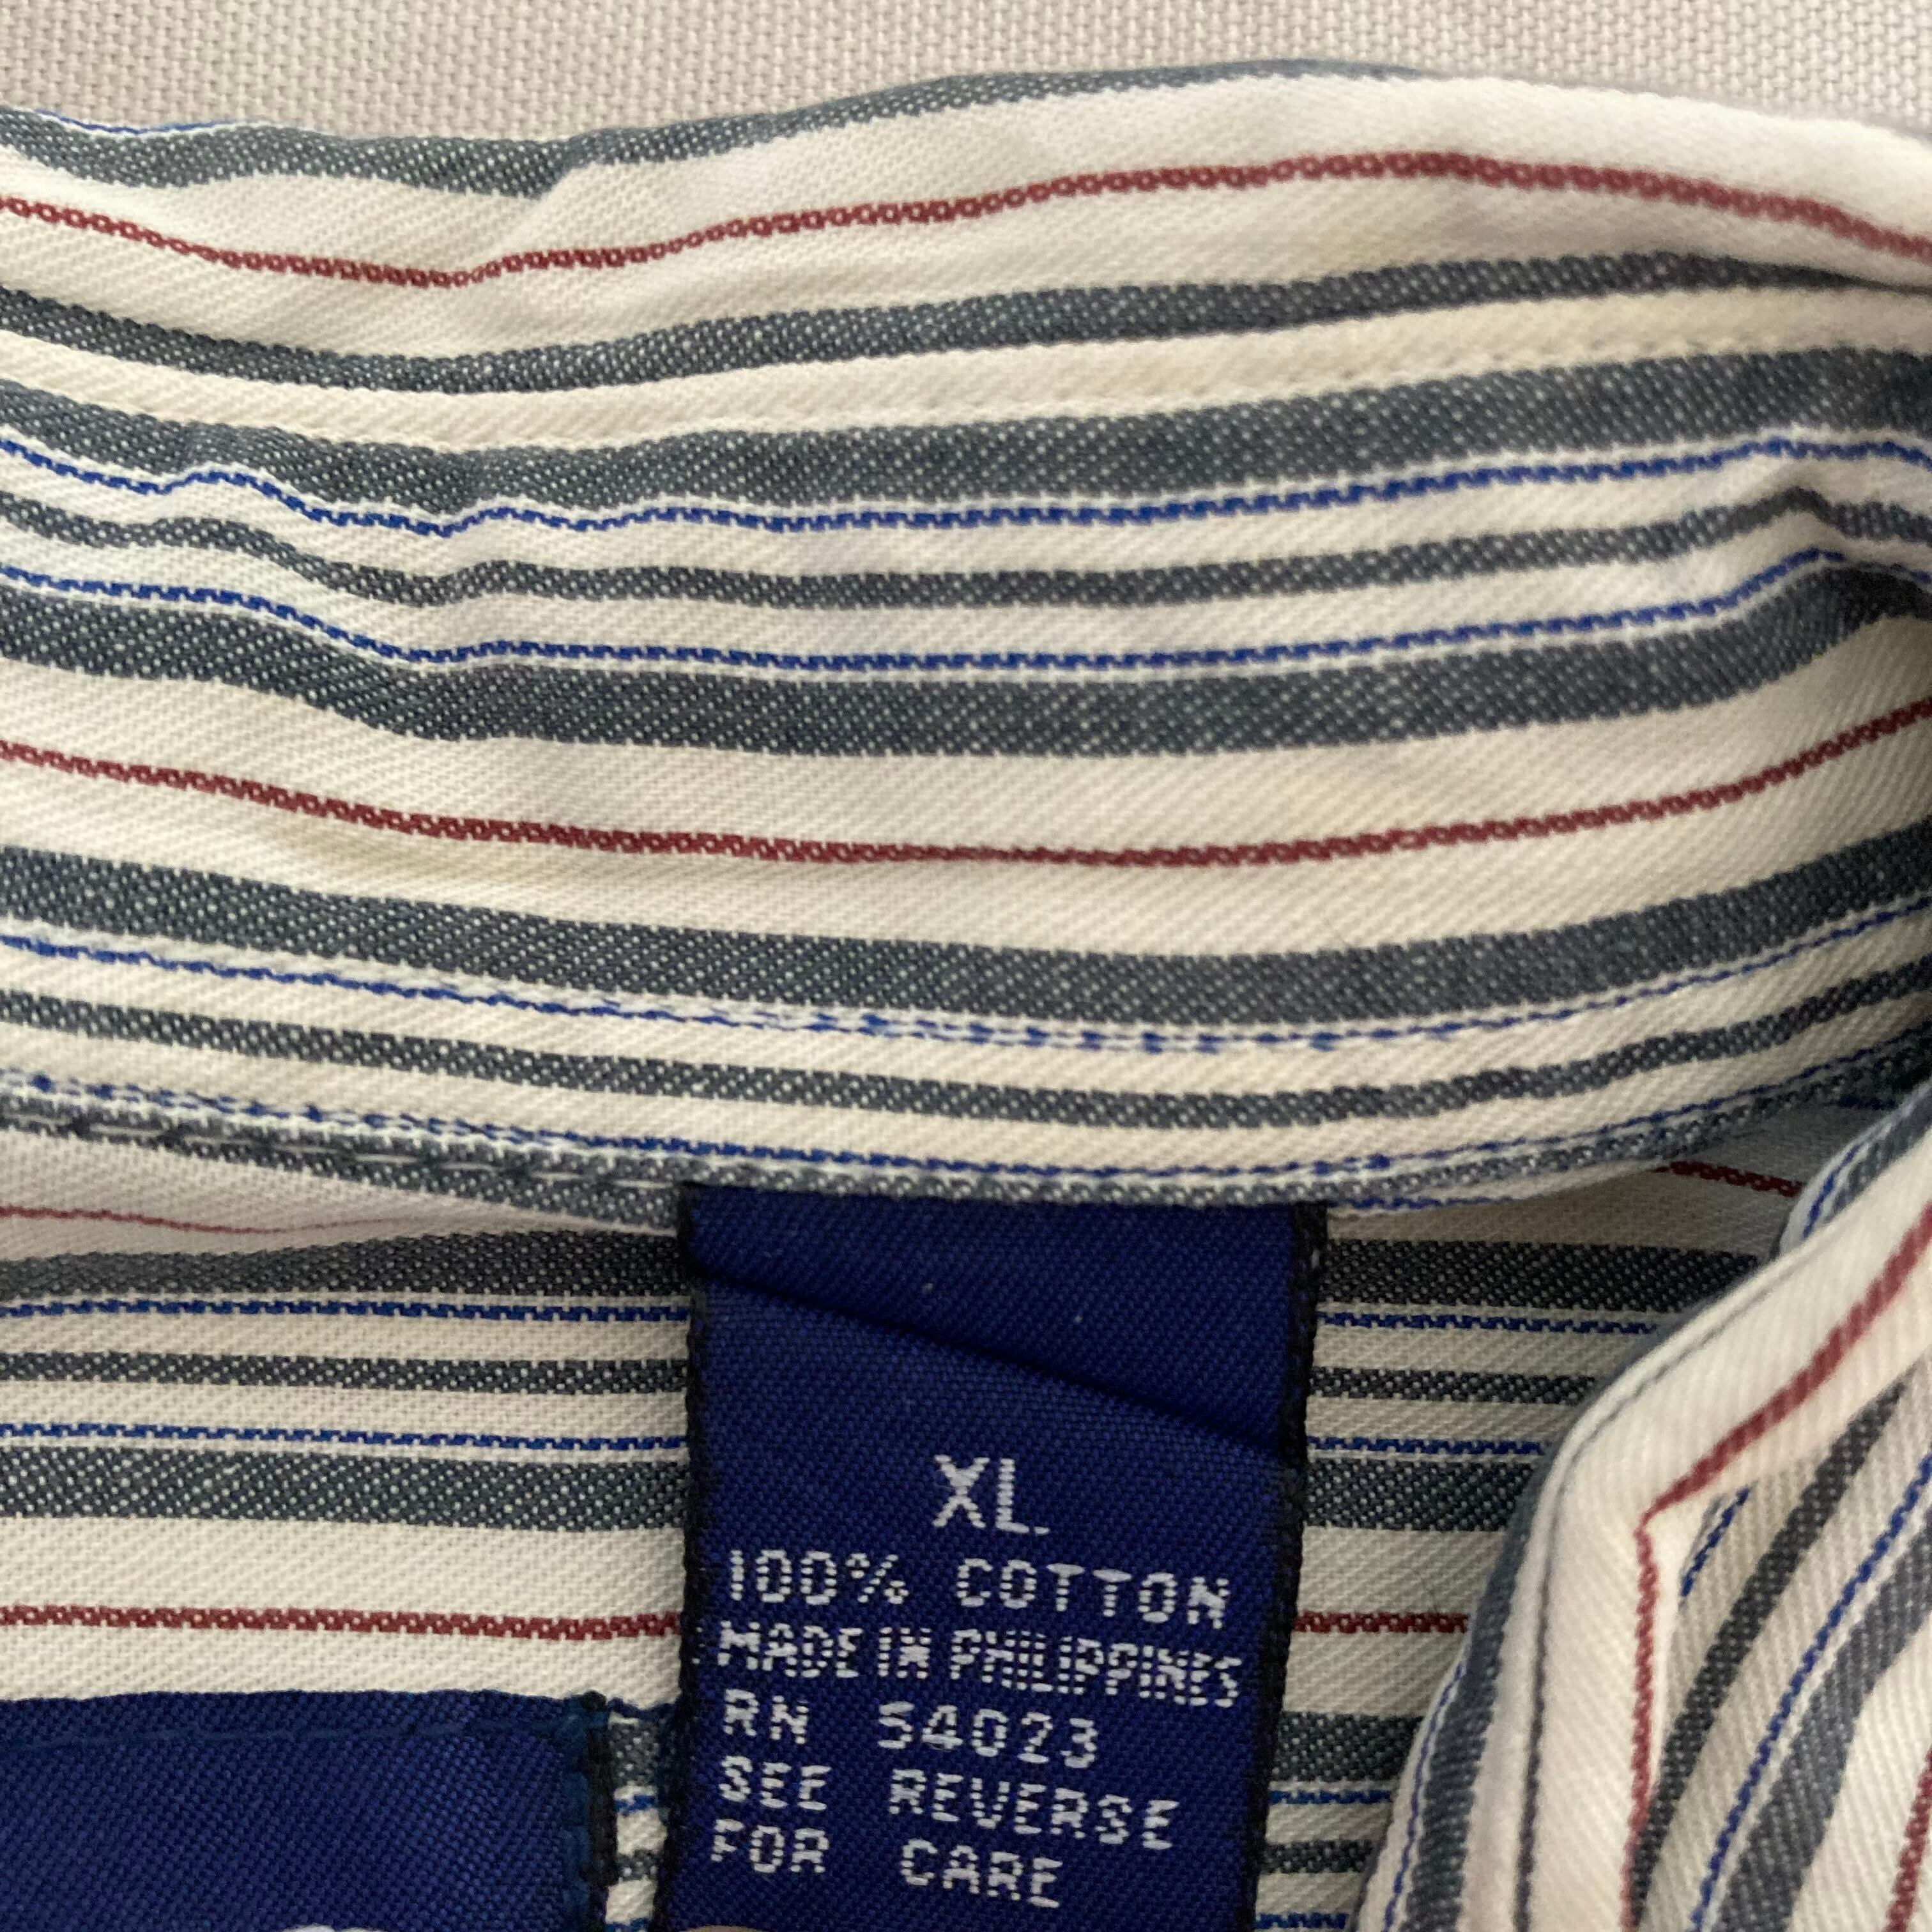 XL
100% COTTON
MADE IN PHILIPPINES
RN 54023
SEE REVERSE
FOR CARE